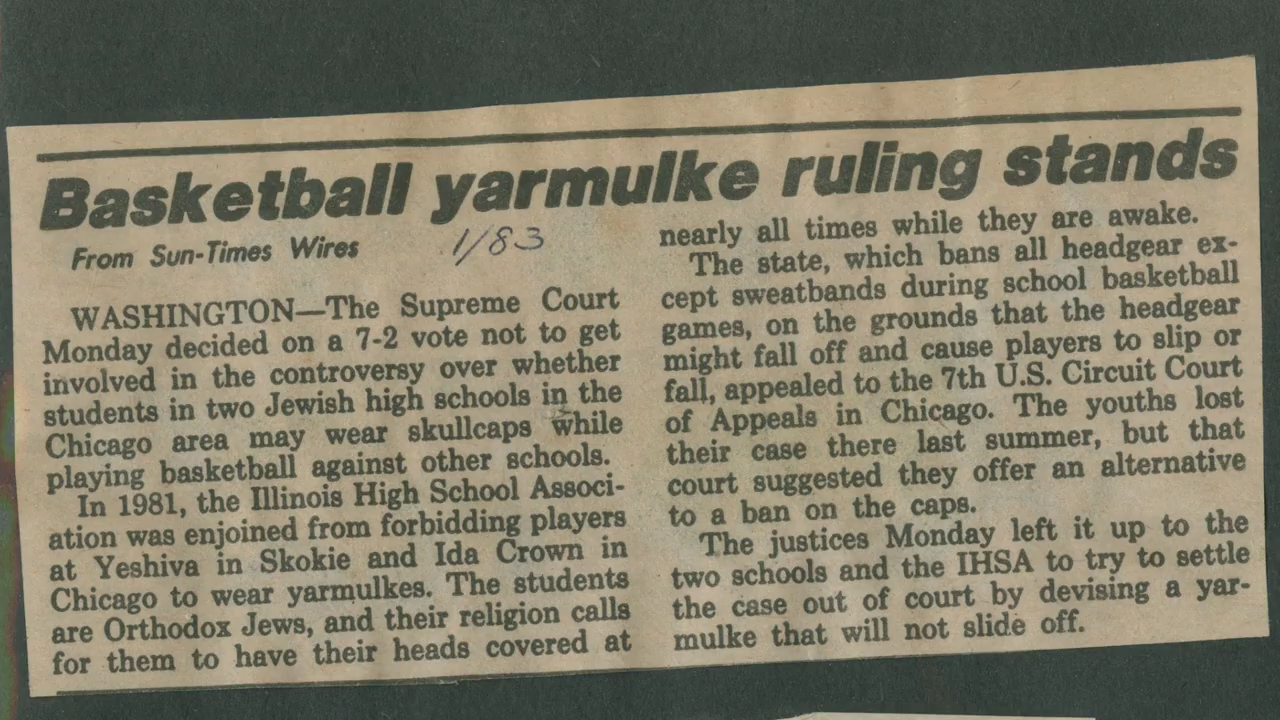 Basketball yarmulke ruling stands
From Sun-Times Wires
1/83
WASHINGTON—The Supreme Court
Monday decided on a 7-2 vote not to get
involved in the controversy over whether
students in two Jewish high schools in the
Chicago area may wear skullcaps while
playing basketball against other schools.
In 1981, the Illinois High School Associ-
ation was enjoined from forbidding players
at Yeshiva in Skokie and Ida Crown in
Chicago to wear yarmulkes. The students
are Orthodox Jews, and their religion calls
for them to have their heads covered at
nearly all times while they are awake.
The state, which bans all headgear ex-
cept sweatbands during school basketball
games, on the grounds that the headgear
might fall off and cause players to slip or
fall, appealed to the 7th U.S. Circuit Court
of Appeals in Chicago. The youths lost
their case there last summer, but that
court suggested they offer an alternative
to a ban on the caps.
The justices Monday left it up to the
two schools and the IHSA to try to settle
the case out of court by devising a yar-
mulke that will not slide off.